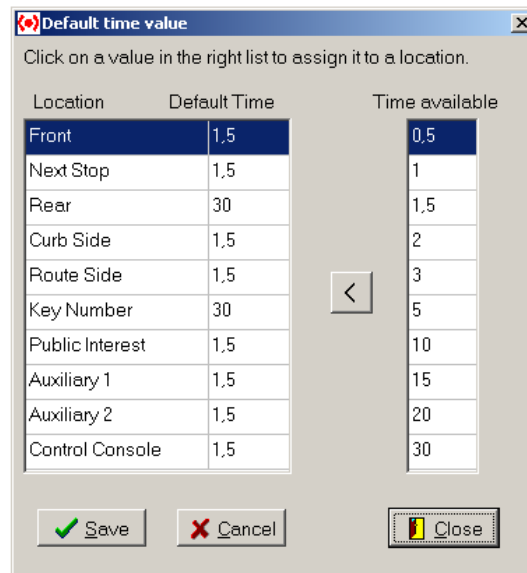 Default time value
Click on a value in the right list to assign it to a location.
Location Default Time Time available
Front 1,5 0,5
Next Stop 1,5 1
Rear 30 1,5
Curb Side 1,5 2
Route Side 1,5 3
Key Number 30 5
Public Interest 1,5 10
Auxiliary 1 1,5 15
Auxiliary 2 1,5 20
Control Console 1,5 30
<
Save Cancel Close